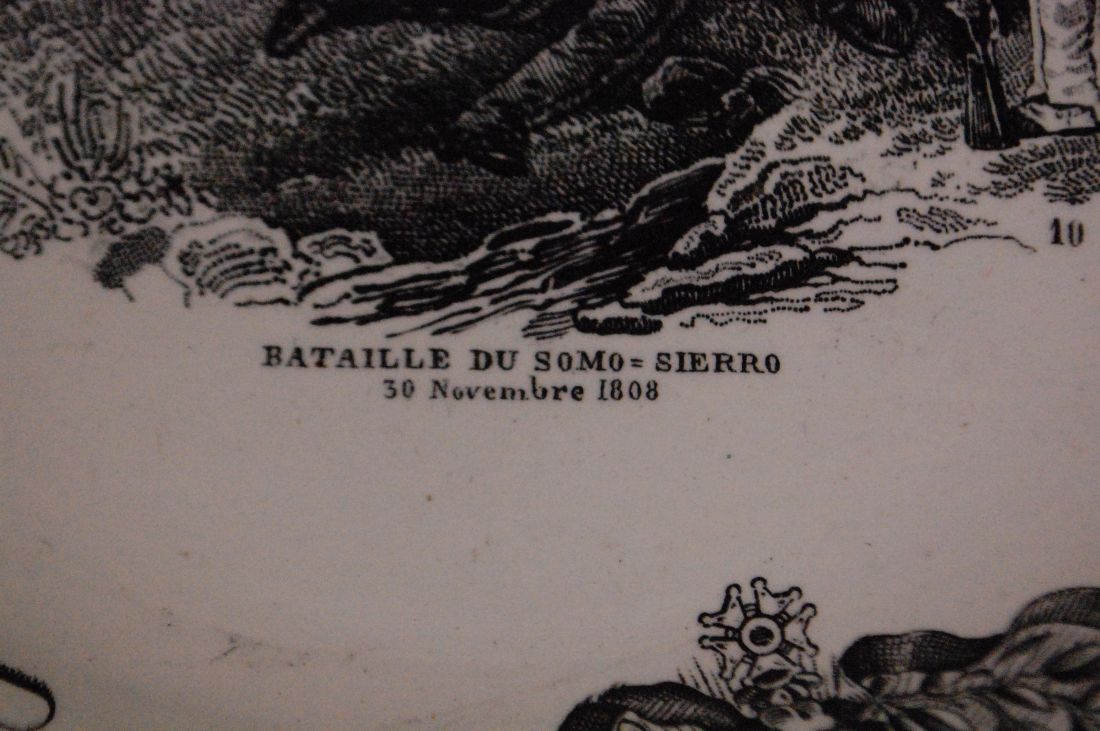 10
BATAILLE DU SOMO=SIERRO
30 Novembre 1808